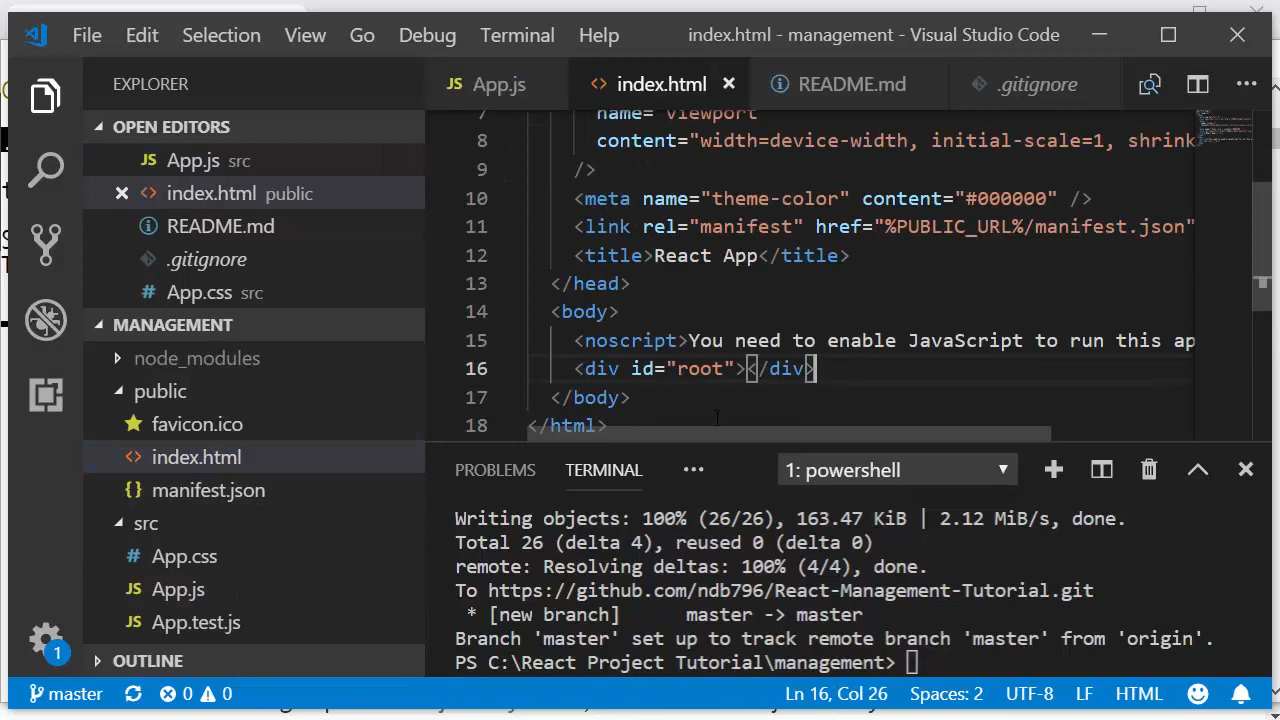 File Edit Selection View Go Debug Terminal Help index.html - management - Visual Studio Code
EXPLORER
OPEN EDITORS
App.js src
index.html public
README.md
.gitignore
App.css src
MANAGEMENT
node_modules
public
favicon.ico
index.html
manifest.json
src
App.css
App.js
App.test.js
OUTLINE
JS App.js index.html README.md .gitignore
7 name="viewport
8 content="width=device-width, initial-scale=1, shrink
9 />
10 <meta name="theme-color" content="#000000" />
11 <link rel="manifest" href="%PUBLIC_URL%/manifest.json"
12 <title>React App</title>
13 </head>
14 <body>
15 <noscript>You need to enable JavaScript to run this ap
16 <div id="root"></div>
17 </body>
18 </html>
PROBLEMS TERMINAL 1: powershell
Writing objects: 100% (26/26), 163.47 KiB | 2.12 MiB/s, done.
Total 26 (delta 4), reused 0 (delta 0)
remote: Resolving deltas: 100% (4/4), done.
To https://github.com/ndb796/React-Management-Tutorial.git
* [new branch] master -> master
Branch 'master' set up to track remote branch 'master' from 'origin'.
PS C:\React Project Tutorial\management>
1
master 0 0 Ln 16, Col 26 Spaces: 2 UTF-8 LF HTML